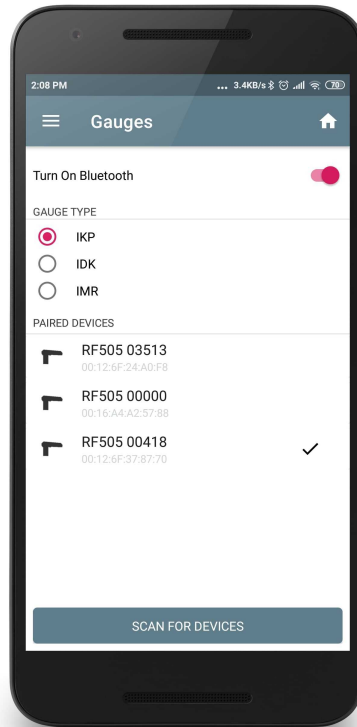 2:08 PM ... 3.4KB/s 70
Gauges
Turn On Bluetooth
GAUGE TYPE
IKP
IDK
IMR
PAIRED DEVICES
RF505 03513
00:12:6F:24:A0:F8
RF505 00000
00:16:A4:A2:57:88
RF505 00418
00:12:6F:37:87:70
SCAN FOR DEVICES